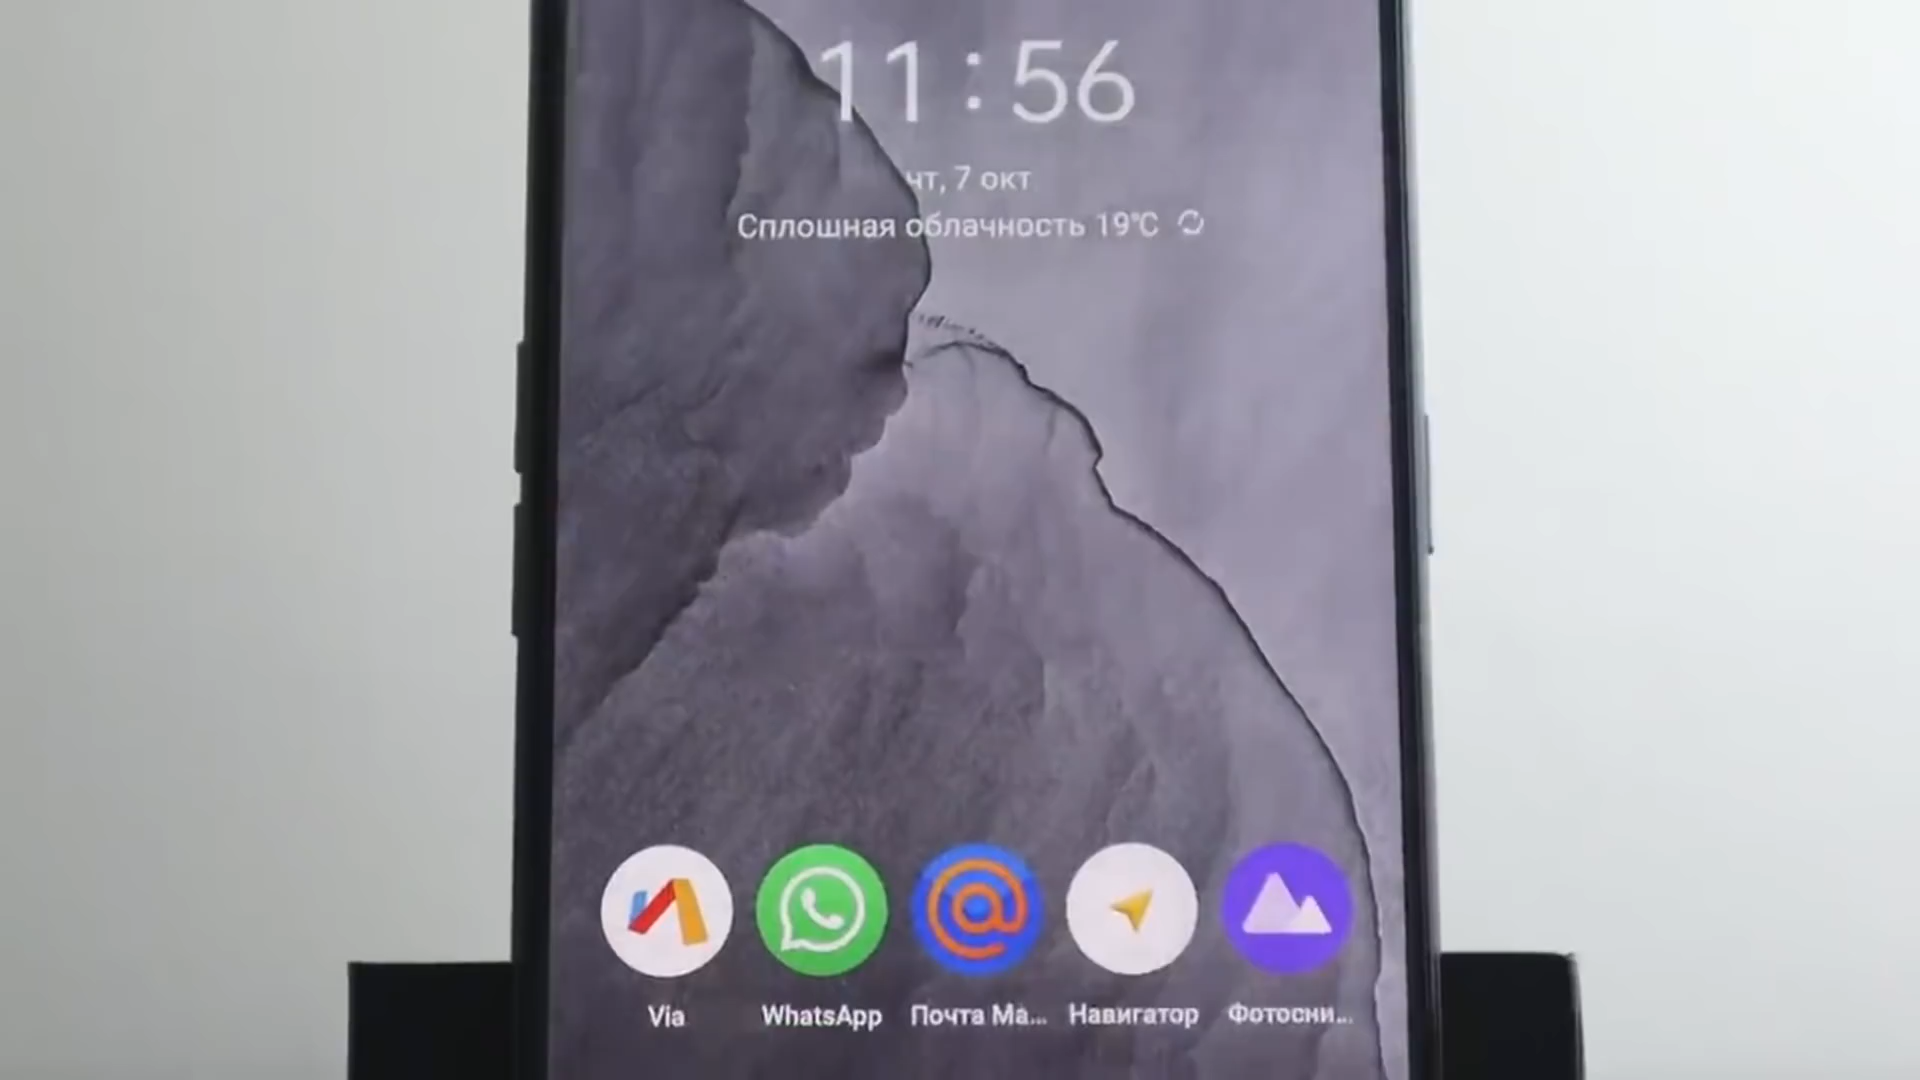 11:56
чт, 7 окт
Сплошная облачность 19°C
Via
WhatsApp
Почта Ma...
Навигатор
Фотосни...